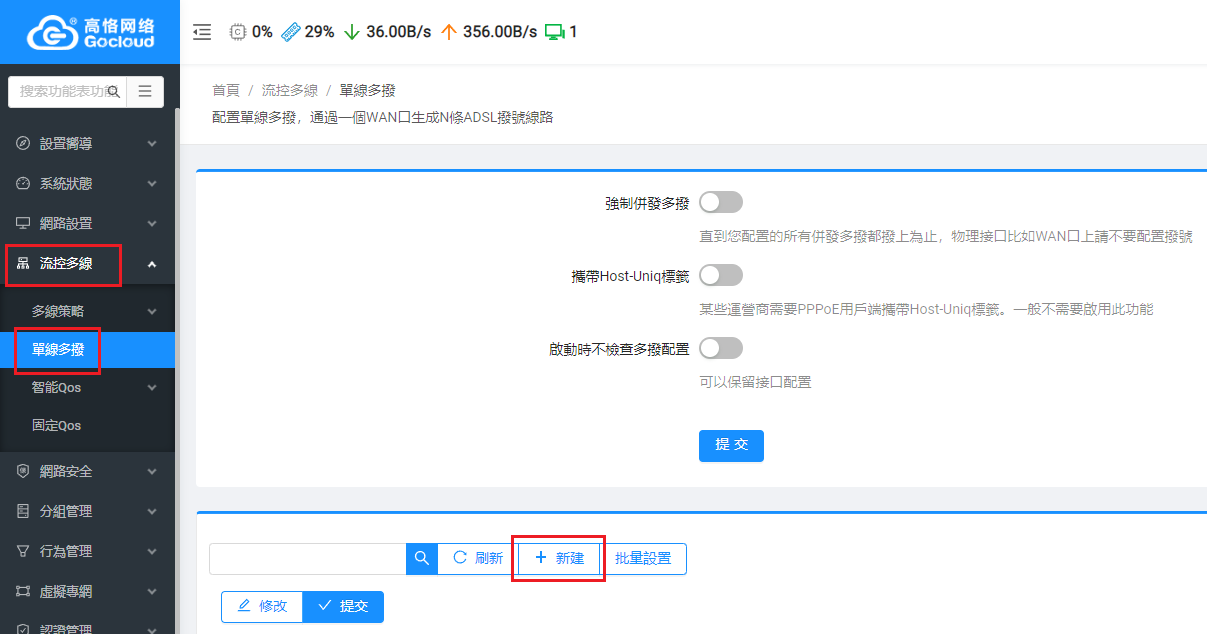 高恪网络
Gocloud
0% 29% 36.00B/s 356.00B/s 1
搜索功能表功能
首頁 / 流控多線 / 單線多撥
配置單線多撥，通過一個WAN口生成N條ADSL撥號線路
設置嚮導
系統狀態
網路設置
流控多線
多線策略
單線多撥
智能Qos
固定Qos
網路安全
分組管理
行為管理
虛擬專網
認證管理
強制併發多撥
直到您配置的所有併發多撥都撥上為止，物理接口比如WAN口上請不要配置撥號
攜帶Host-Uniq標籤
某些運營商需要PPPoE用戶端攜帶Host-Uniq標籤。一般不需要啟用此功能
啟動時不檢查多撥配置
可以保留接口配置
提 交
刷新
新建
批量設置
修改
提交